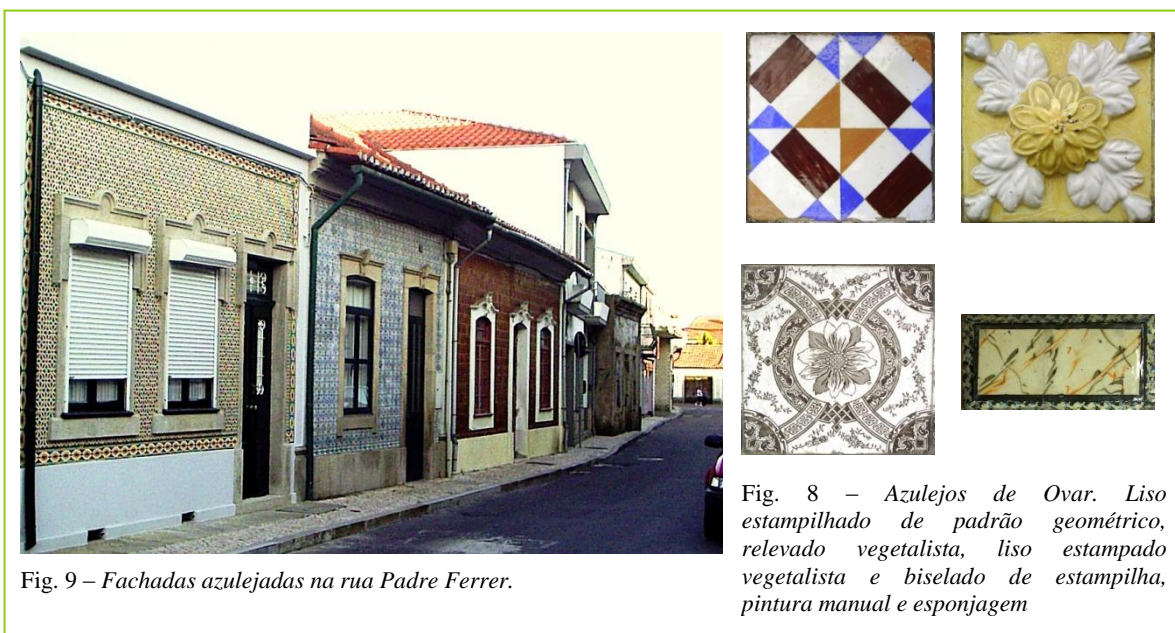 Fig. 9 – Fachadas azulejadas na rua Padre Ferrer.
Fig. 8 – Azulejos de Ovar. Liso
estampilhado de padrão geométrico,
relevado vegetalista, liso estampado
vegetalista e biselado de estampilha,
pintura manual e esponjagem